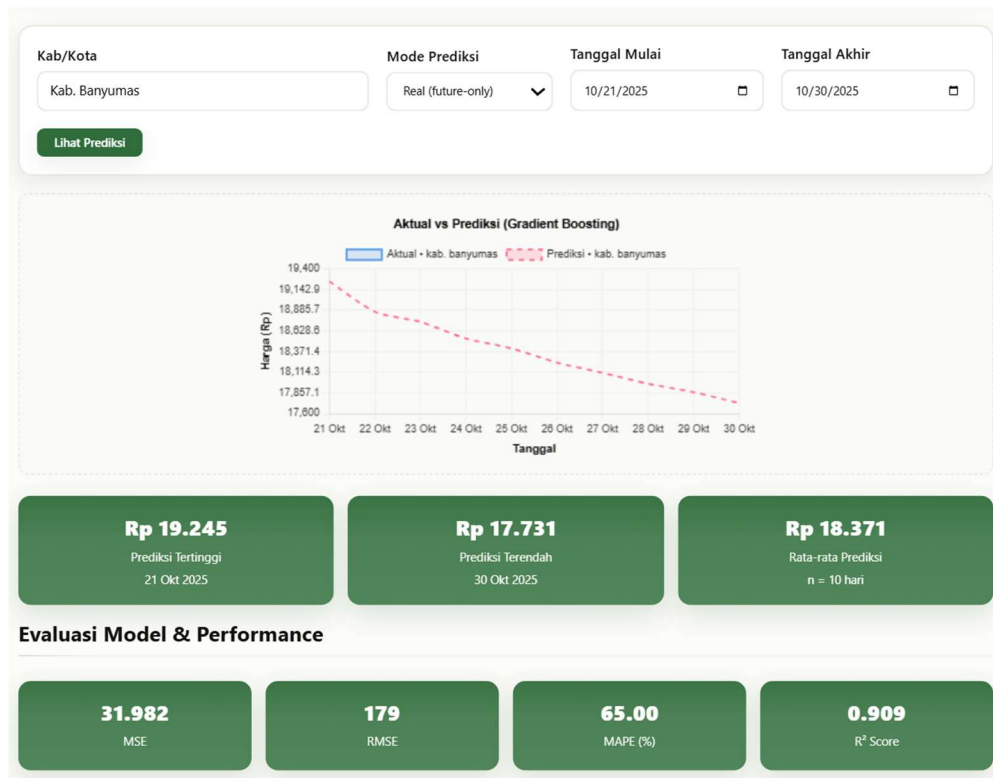 Kab/Kota
Mode Prediksi
Tanggal Mulai
Tanggal Akhir
Kab. Banyumas
Real (future-only)
10/21/2025
10/30/2025
Lihat Prediksi
Aktual vs Prediksi (Gradient Boosting)
Aktual • kab. banyumas
Prediksi • kab. banyumas
Harga (Rp)
19,400
19,142.9
18,885.7
18,628.6
18,371.4
18,114.3
17,857.1
17,600
21 Okt 22 Okt 23 Okt 24 Okt 25 Okt 26 Okt 27 Okt 28 Okt 29 Okt 30 Okt
Tanggal
Rp 19.245
Prediksi Tertinggi
21 Okt 2025
Rp 17.731
Prediksi Terendah
30 Okt 2025
Rp 18.371
Rata-rata Prediksi
n = 10 hari
Evaluasi Model & Performance
31.982
MSE
179
RMSE
65.00
MAPE (%)
0.909
R² Score